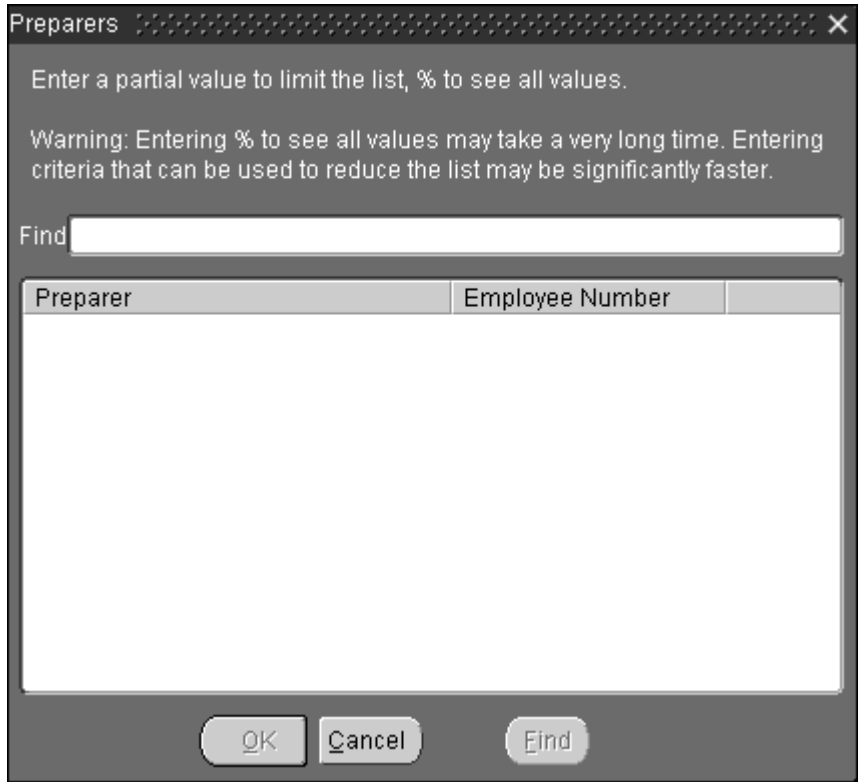 Preparers
Enter a partial value to limit the list, % to see all values.
Warning: Entering % to see all values may take a very long time. Entering
criteria that can be used to reduce the list may be significantly faster.
Find
Preparer Employee Number
OK Cancel Find